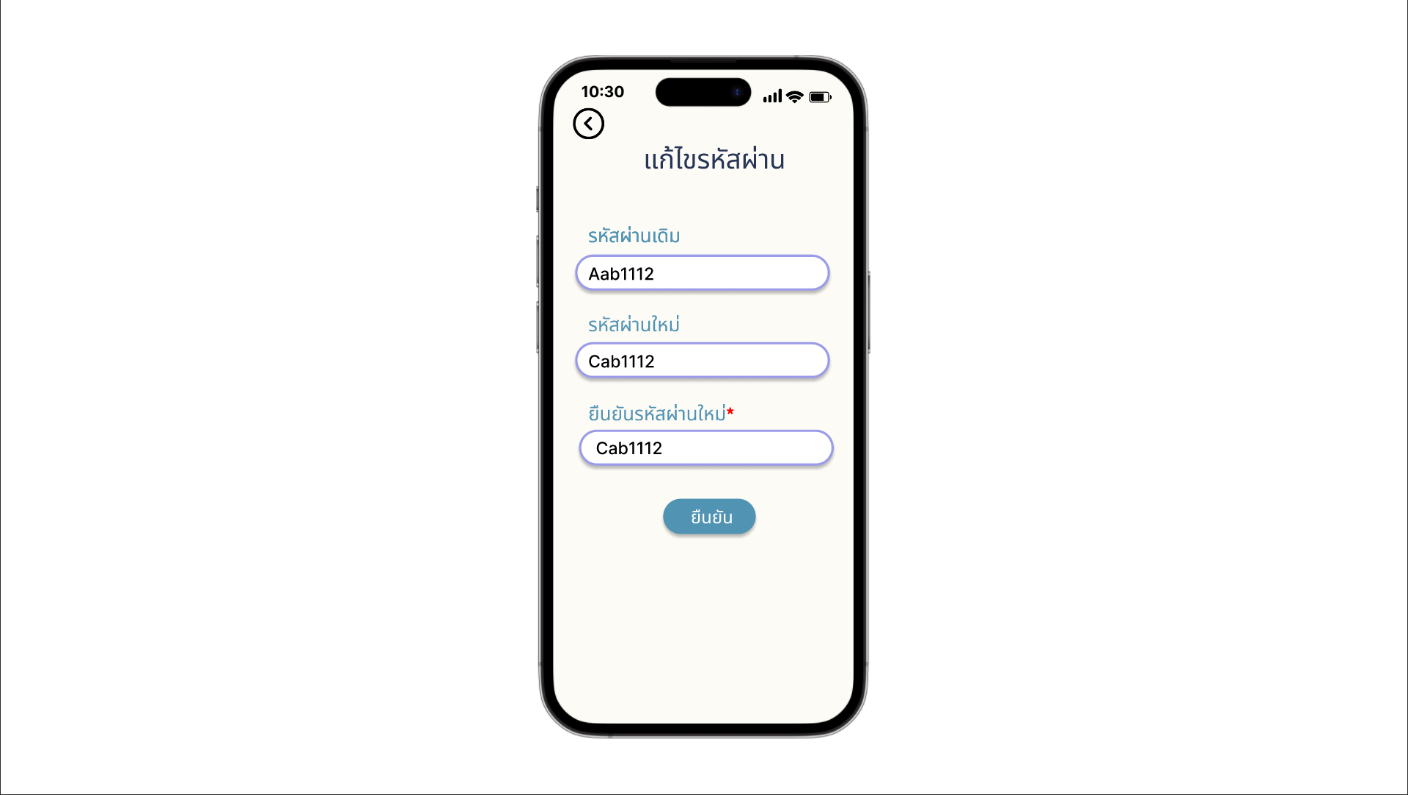 10:30
แก้ไขรหัสผ่าน
รหัสผ่านเดิม
Aab1112
รหัสผ่านใหม่
Cab1112
ยืนยันรหัสผ่านใหม่*
Cab1112
ยืนยัน